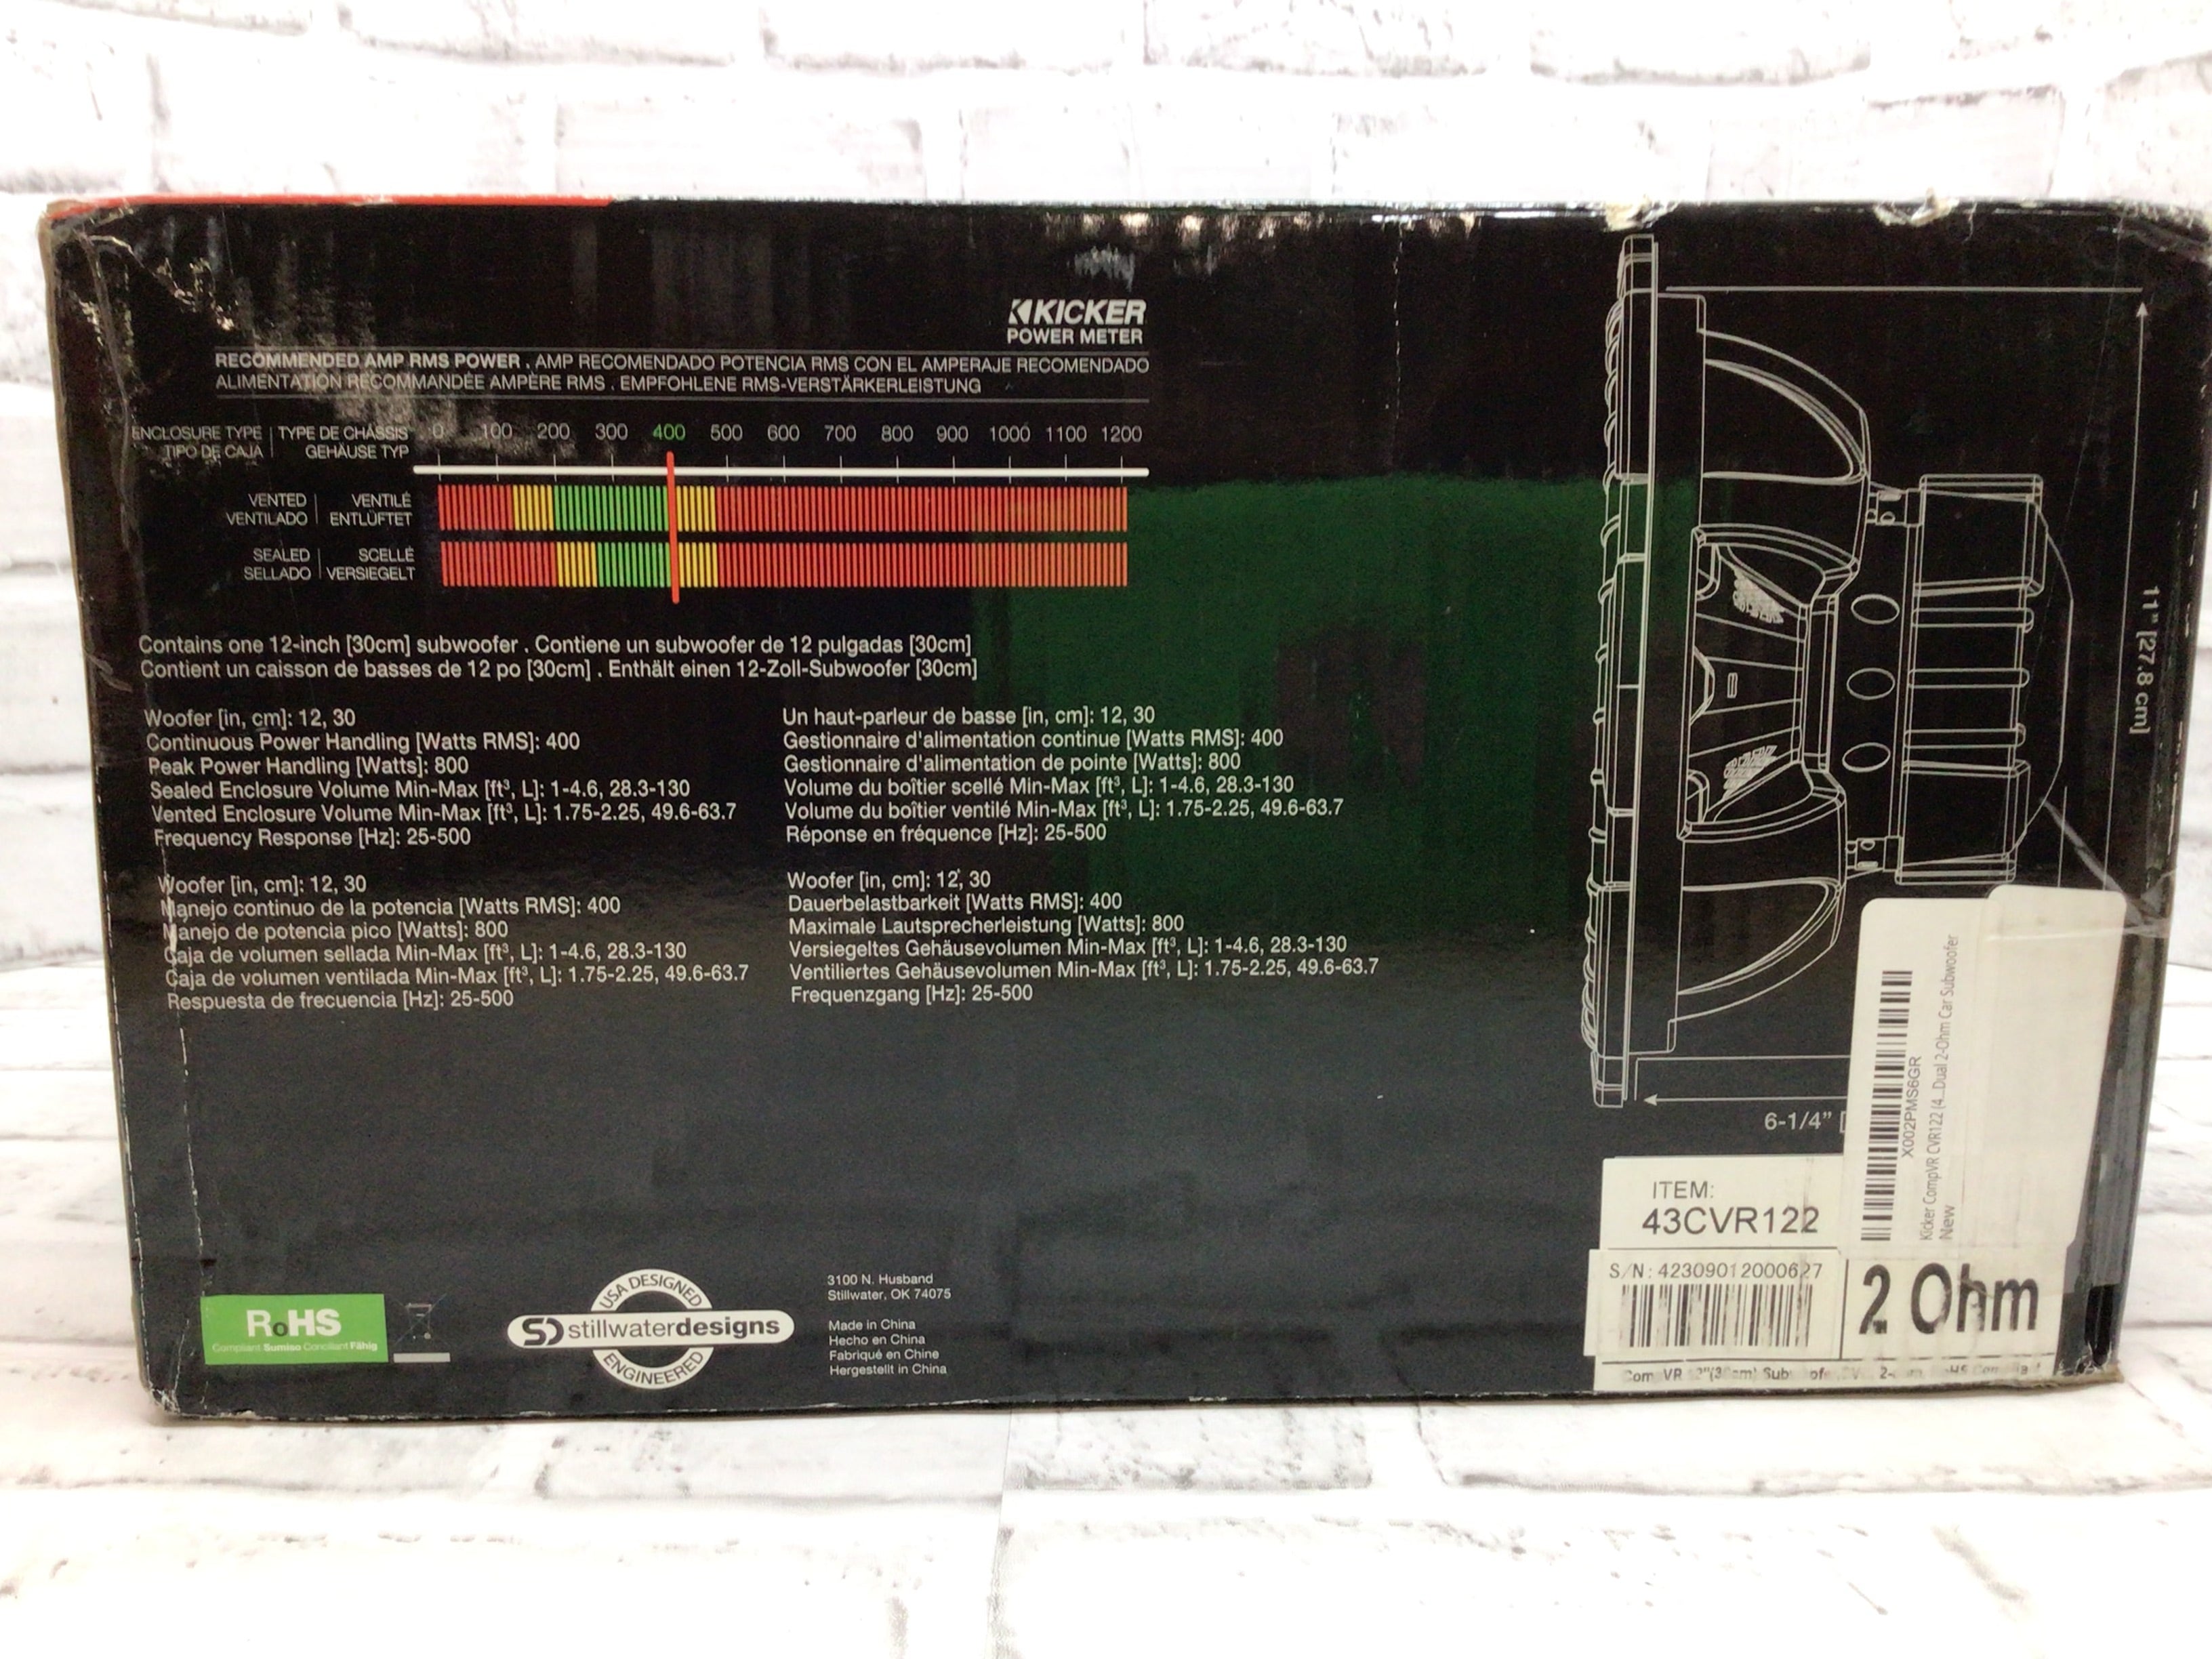 KICKER
POWER METER
RECOMMENDED AMP RMS POWER . AMP RECOMENDADO POTENCIA RMS CON EL AMPERAJE RECOMENDADO
ALIMENTATION RECOMMANDÉE AMPÈRE RMS . EMPFOHLENE RMS-VERSTÄRKERLEISTUNG
ENCLOSURE TYPE | TYPE DE CHÂSSIS 0 100 200 300 400 500 600 700 800 900 1000 1100 1200
TIPO DE CAJA | GEHÄUSE TYP
VENTED | VENTILÉ
VENTILADO | ENTLÜFTET
SEALED | SCELLÉ
SELLADO | VERSIEGELT
Contains one 12-inch [30cm] subwoofer . Contiene un subwoofer de 12 pulgadas [30cm]
Contient un caisson de basses de 12 po [30cm] . Enthält einen 12-Zoll-Subwoofer [30cm]
Woofer [in, cm]: 12, 30
Continuous Power Handling [Watts RMS]: 400
Peak Power Handling [Watts]: 800
Sealed Enclosure Volume Min-Max [ft³, L]: 1-4.6, 28.3-130
Vented Enclosure Volume Min-Max [ft³, L]: 1.75-2.25, 49.6-63.7
Frequency Response [Hz]: 25-500
Un haut-parleur de basse [in, cm]: 12, 30
Gestionnaire d'alimentation continue [Watts RMS]: 400
Gestionnaire d'alimentation de pointe [Watts]: 800
Volume du boîtier scellé Min-Max [ft³, L]: 1-4.6, 28.3-130
Volume du boîtier ventilé Min-Max [ft³, L]: 1.75-2.25, 49.6-63.7
Réponse en fréquence [Hz]: 25-500
Woofer [in, cm]: 12, 30
Manejo continuo de la potencia [Watts RMS]: 400
Manejo de potencia pico [Watts]: 800
Caja de volumen sellada Min-Max [ft³, L]: 1-4.6, 28.3-130
Caja de volumen ventilada Min-Max [ft³, L]: 1.75-2.25, 49.6-63.7
Respuesta de frecuencia [Hz]: 25-500
Woofer [in, cm]: 12, 30
Dauerbelastbarkeit [Watts RMS]: 400
Maximale Lautsprecherleistung [Watts]: 800
Versiegeltes Gehäusevolumen Min-Max [ft³, L]: 1-4.6, 28.3-130
Ventiliertes Gehäusevolumen Min-Max [ft³, L]: 1.75-2.25, 49.6-63.7
Frequenzgang [Hz]: 25-500
11" [27.8 cm]
6-1/4" [
X002PMS6GR
Kicker CompVR CVR122 (4...Dual 2-Ohm Car Subwoofer
New
ITEM:
43CVR122
S/N: 42309012000627
2 Ohm
RoHS
Compliant Sumiso Conciliant Fähig
USA DESIGNED
SD stillwaterdesigns
ENGINEERED
3100 N. Husband
Stillwater, OK 74075
Made in China
Hecho en China
Fabriqué en Chine
Hergestellt in China